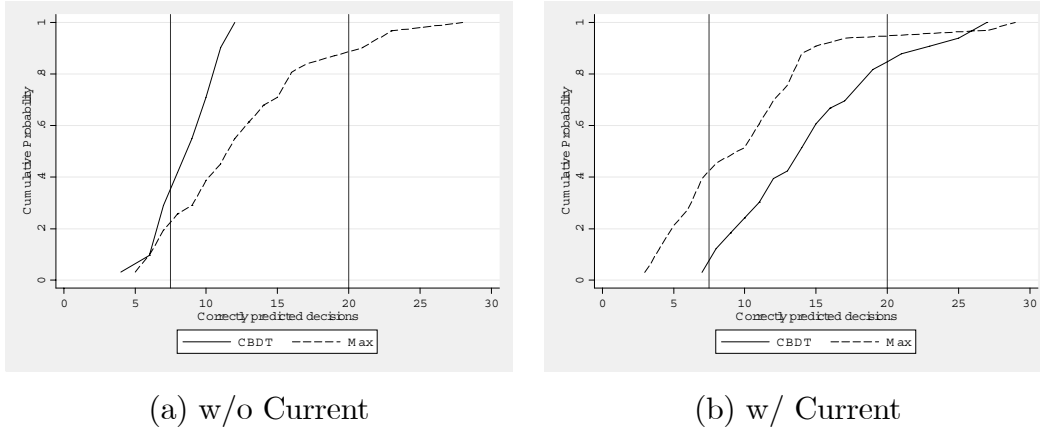 Cumulative Probability
1
.8
.6
.4
.2
0
0 5 10 15 20 25 30
Correctly predicted decisions
CBDT Max
(a) w/o Current
Cumulative Probability
1
.8
.6
.4
.2
0
0 5 10 15 20 25 30
Correctly predicted decisions
CBDT Max
(b) w/ Current